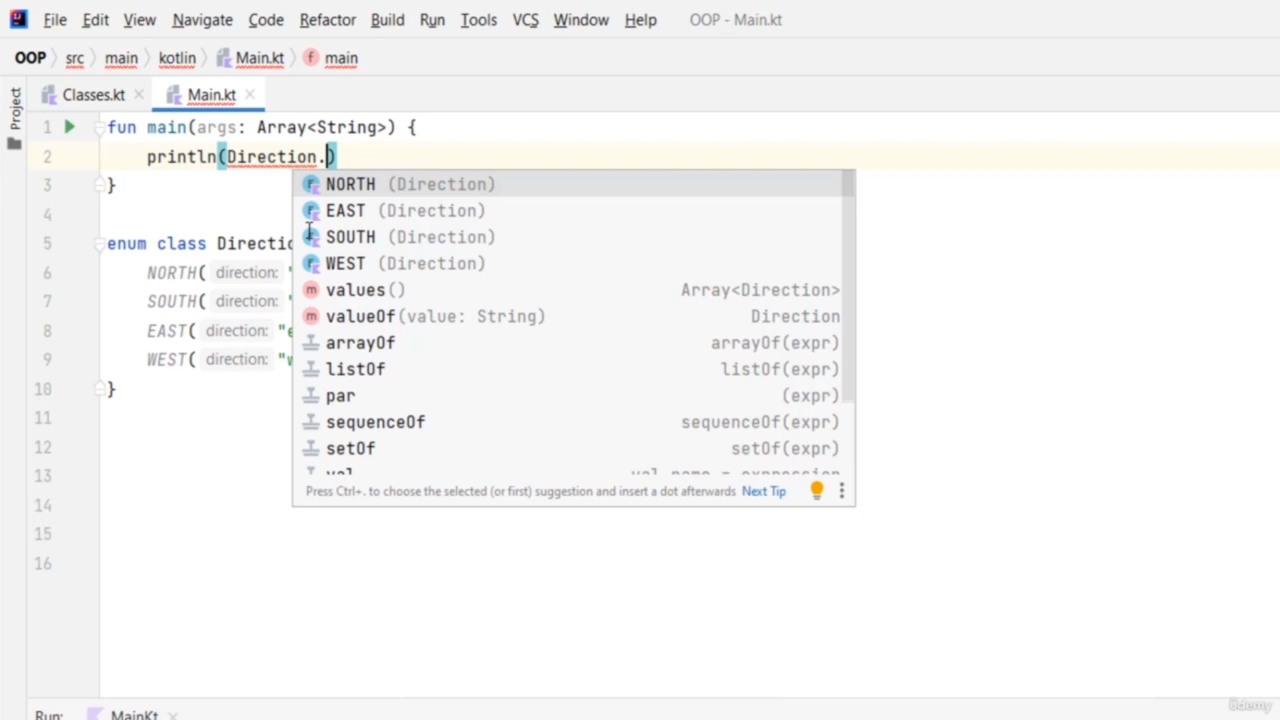 File Edit View Navigate Code Refactor Build Run Tools VCS Window Help OOP - Main.kt
OOP src main kotlin Main.kt main
Project
Classes.kt Main.kt
1 fun main(args: Array<String>) {
2 println(Direction.)
3 }
4
5 enum class Directio
6 NORTH( direction: "
7 SOUTH( direction: "
8 EAST( direction: "e
9 WEST( direction: "w
10 }
11
12
13
14
15
16
NORTH (Direction)
EAST (Direction)
SOUTH (Direction)
WEST (Direction)
values() Array<Direction>
valueOf(value: String) Direction
arrayOf arrayOf(expr)
listOf listOf(expr)
par (expr)
sequenceOf sequenceOf(expr)
setOf setOf(expr)
val val name = expression
Press Ctrl+. to choose the selected (or first) suggestion and insert a dot afterwards Next Tip
Run: MainKt
ûdemy